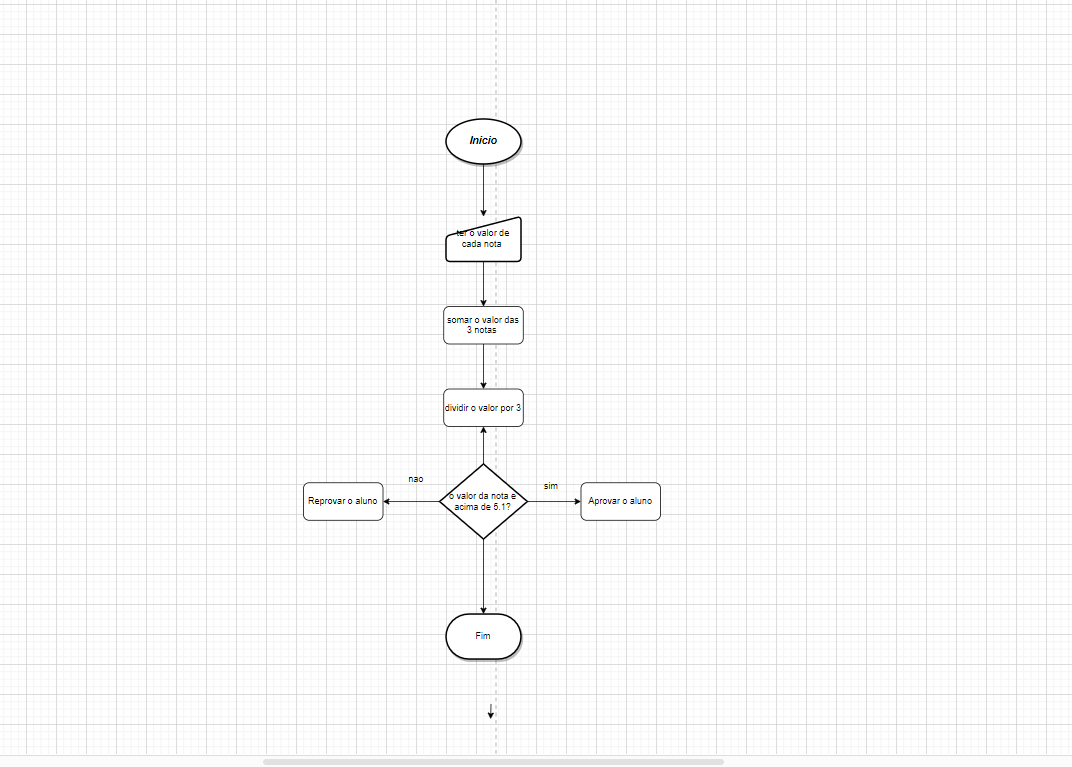 Inicio
ter o valor de
cada nota
somar o valor das
3 notas
dividir o valor por 3
nao
sim
Reprovar o aluno
o valor da nota e
acima de 5.1?
Aprovar o aluno
Fim